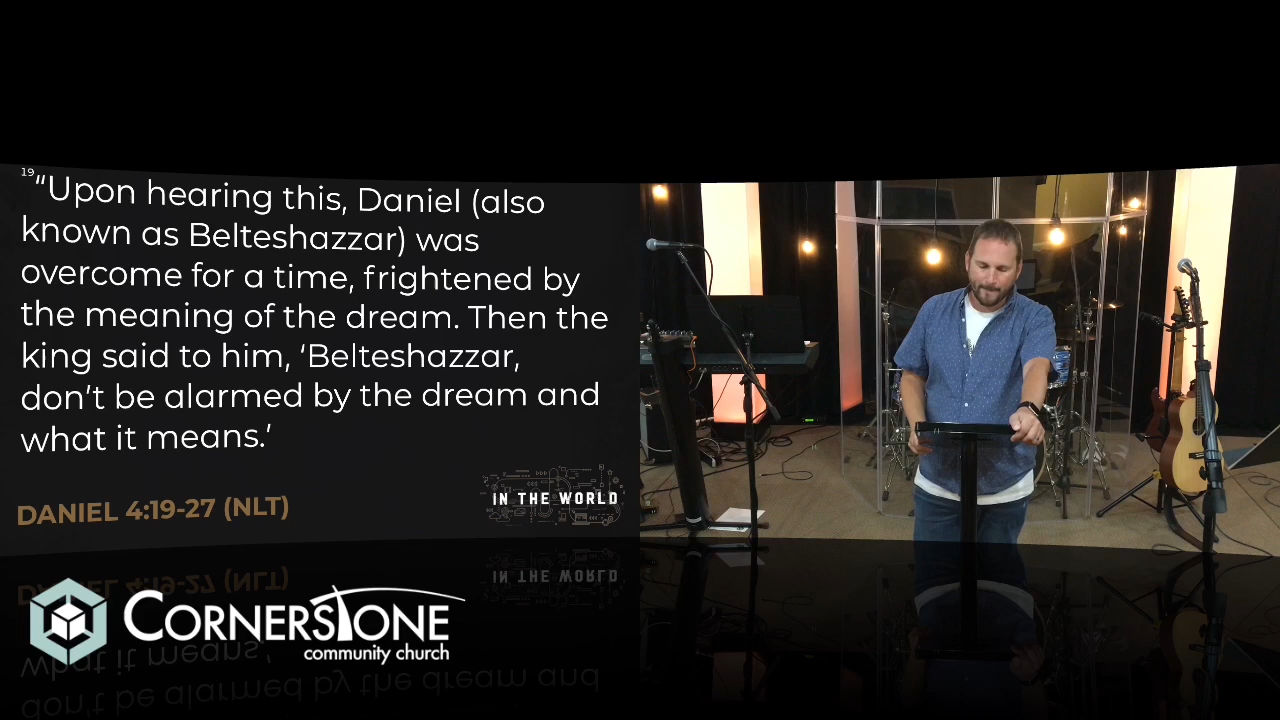 19“Upon hearing this, Daniel (also
known as Belteshazzar) was
overcome for a time, frightened by
the meaning of the dream. Then the
king said to him, ‘Belteshazzar,
don’t be alarmed by the dream and
what it means.’
DANIEL 4:19-27 (NLT)
IN THE WORLD
CORNERSTONE
community church